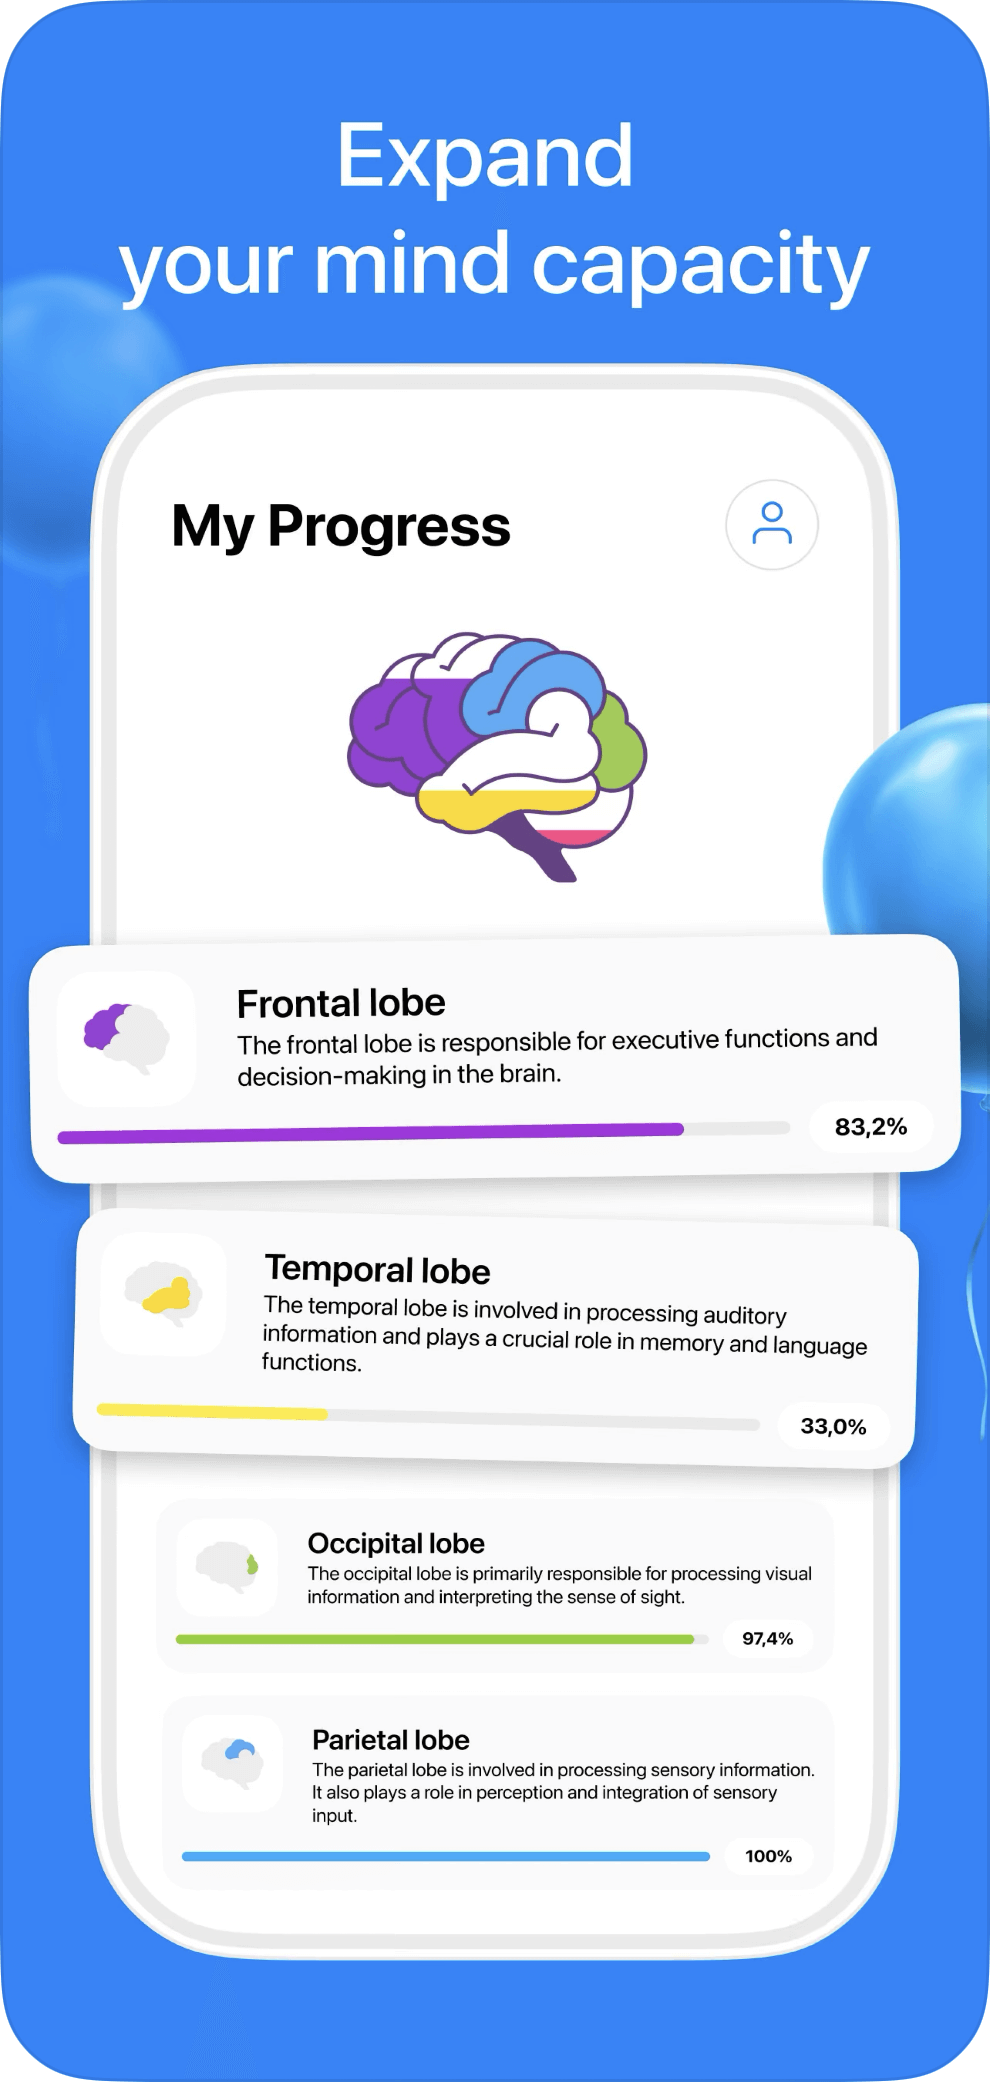 Expand
your mind capacity
My Progress
Frontal lobe
The frontal lobe is responsible for executive functions and
decision-making in the brain.
83,2%
Temporal lobe
The temporal lobe is involved in processing auditory
information and plays a crucial role in memory and language
functions.
33,0%
Occipital lobe
The occipital lobe is primarily responsible for processing visual
information and interpreting the sense of sight.
97,4%
Parietal lobe
The parietal lobe is involved in processing sensory information.
It also plays a role in perception and integration of sensory
input.
100%